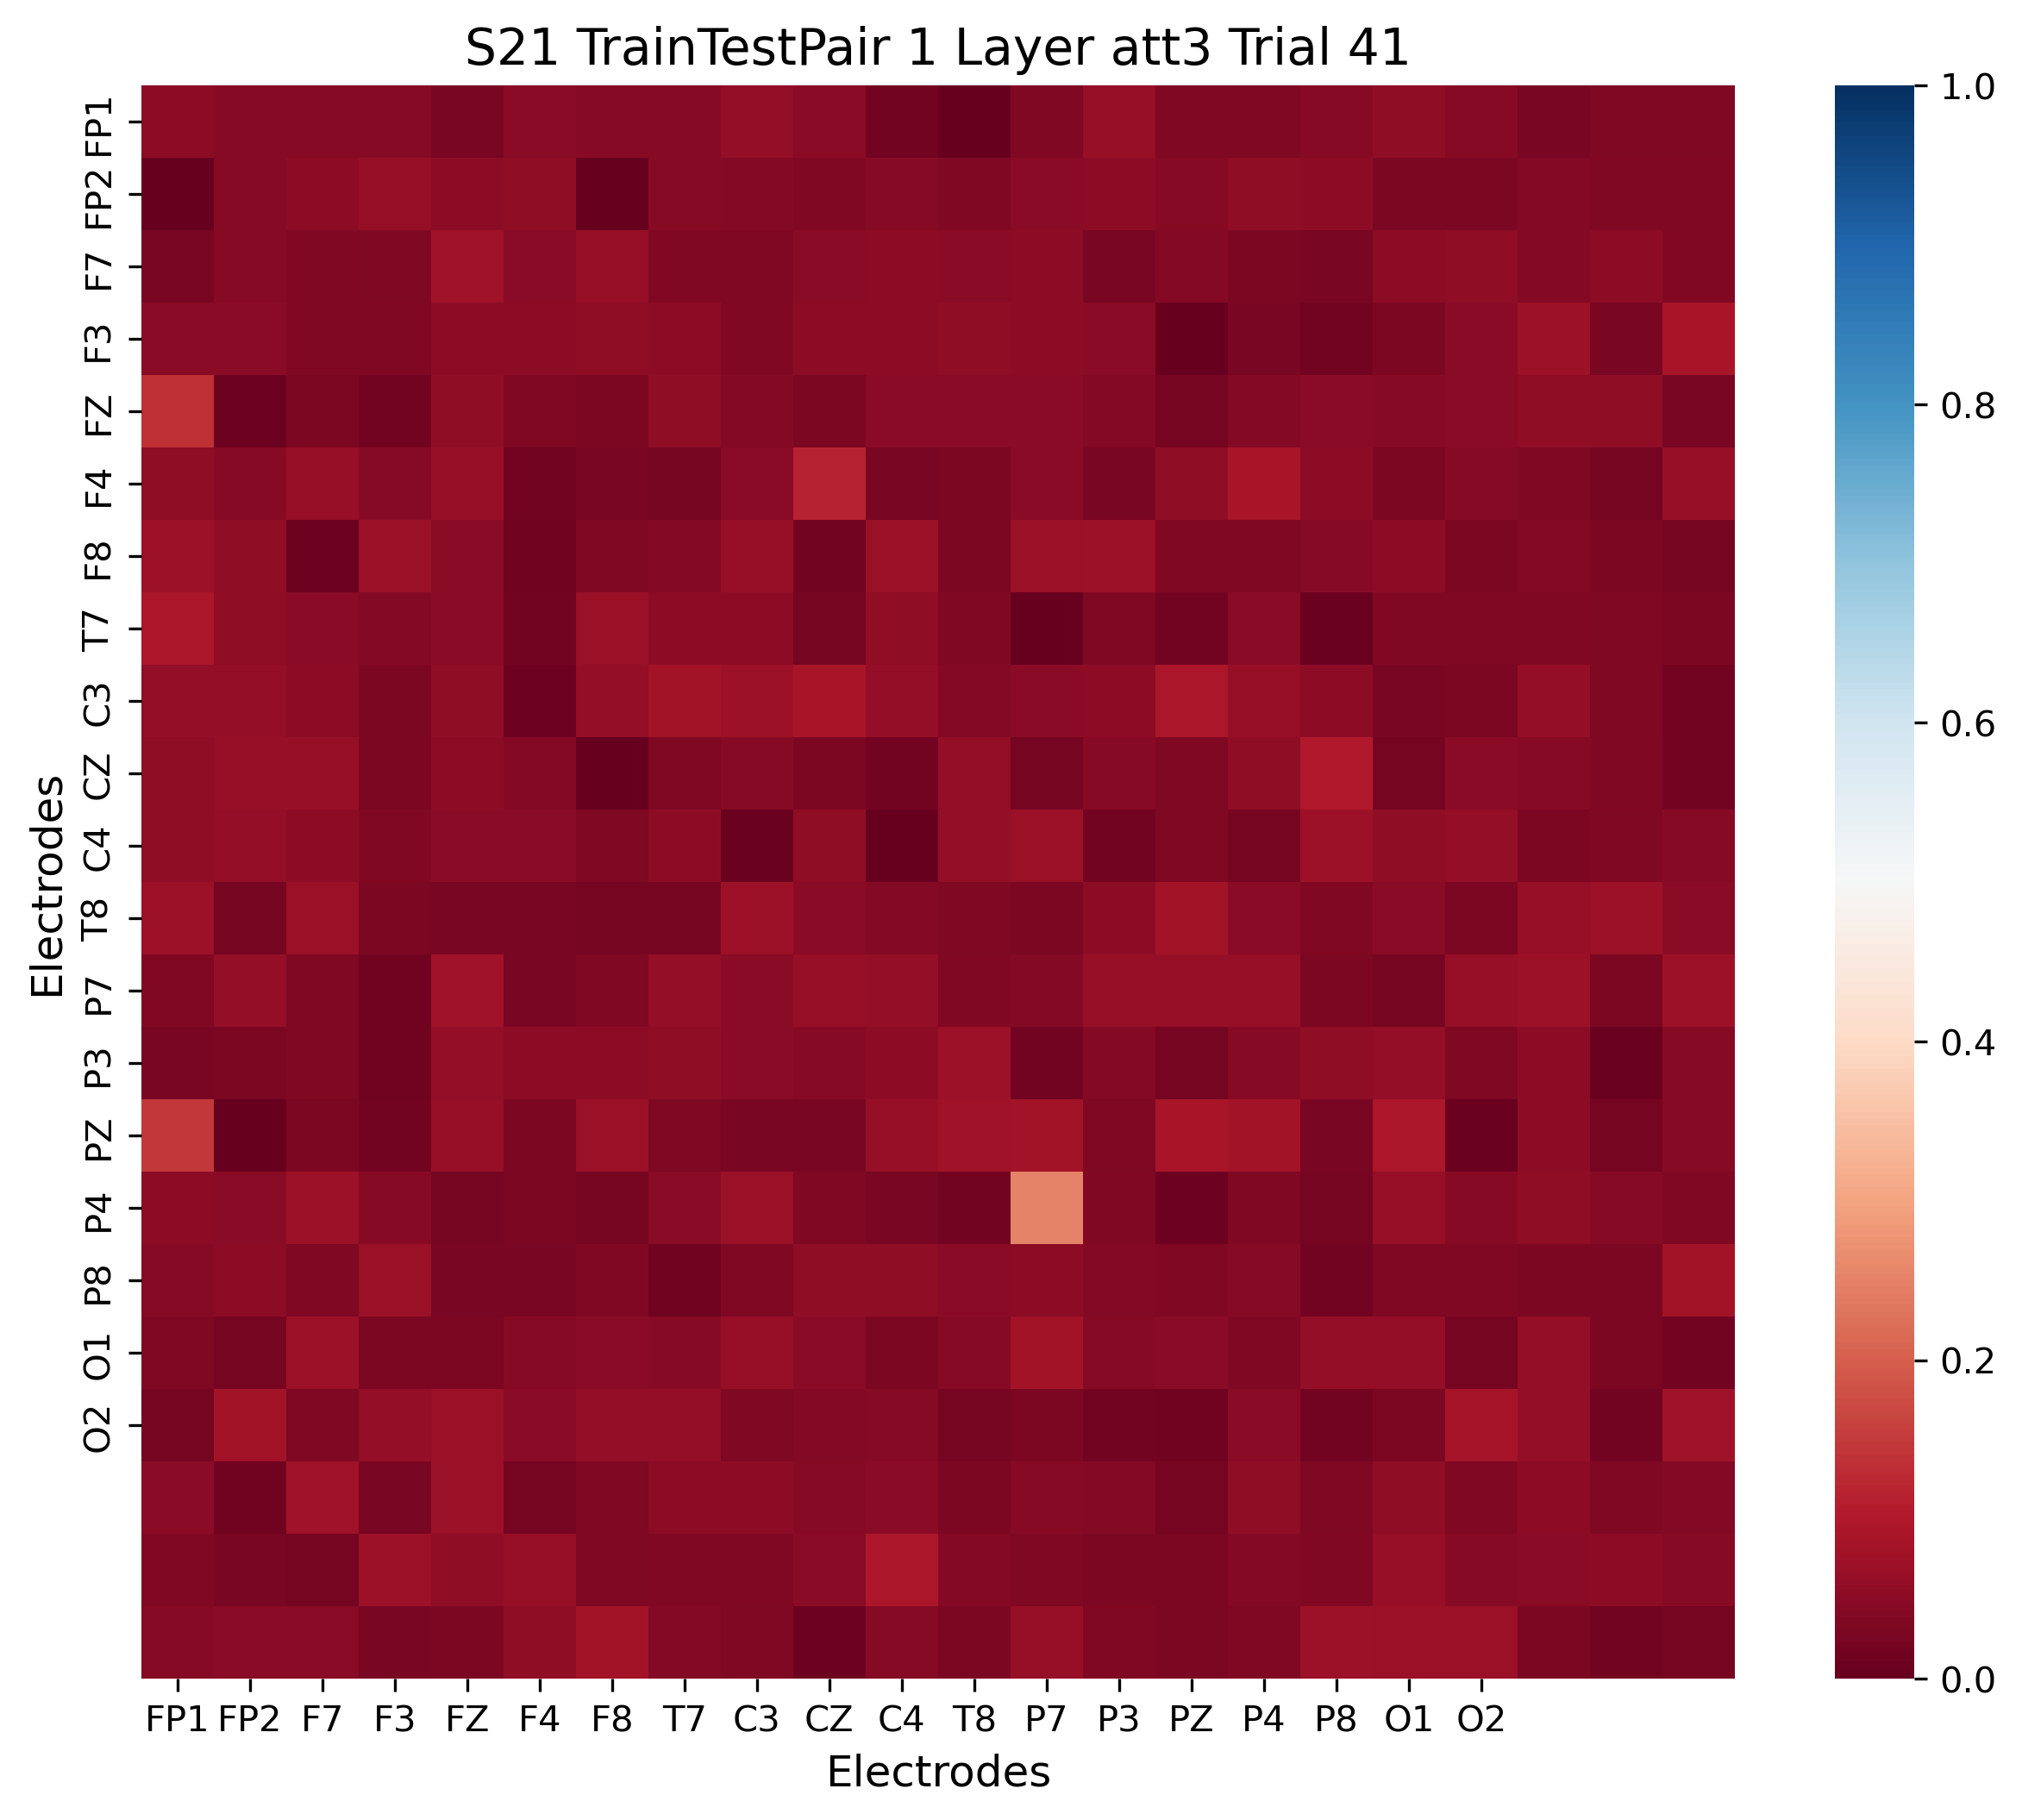 S21 TrainTestPair 1 Layer att3 Trial 41
Electrodes
FP1
FP2
F7
F3
FZ
F4
F8
T7
C3
CZ
C4
T8
P7
P3
PZ
P4
P8
O1
O2
FP1 FP2 F7 F3 FZ F4 F8 T7 C3 CZ C4 T8 P7 P3 PZ P4 P8 O1 O2
Electrodes
1.0
0.8
0.6
0.4
0.2
0.0